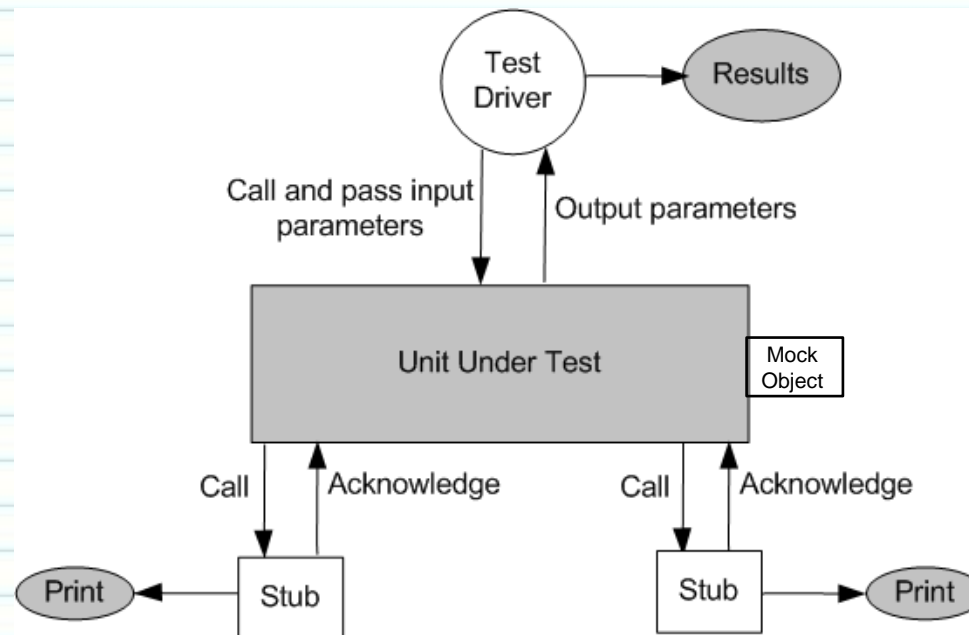 Test
Driver
Results
Call and pass input
parameters
Output parameters
Unit Under Test
Mock
Object
Call
Acknowledge
Call
Acknowledge
Print
Stub
Stub
Print